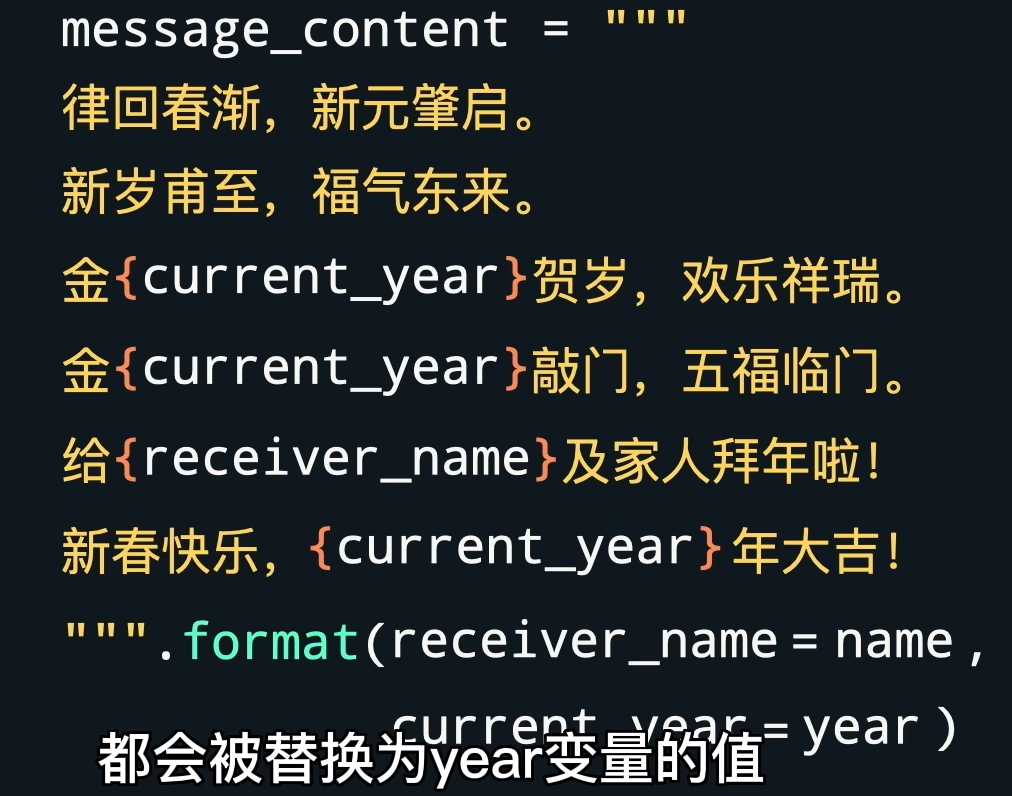 message_content = """
律回春渐，新元肇启。
新岁甫至，福气东来。
金{current_year}贺岁，欢乐祥瑞。
金{current_year}敲门，五福临门。
给{receiver_name}及家人拜年啦！
新春快乐，{current_year}年大吉！
""".format(receiver_name = name,
current_year = year )
都会被替换为year变量的值